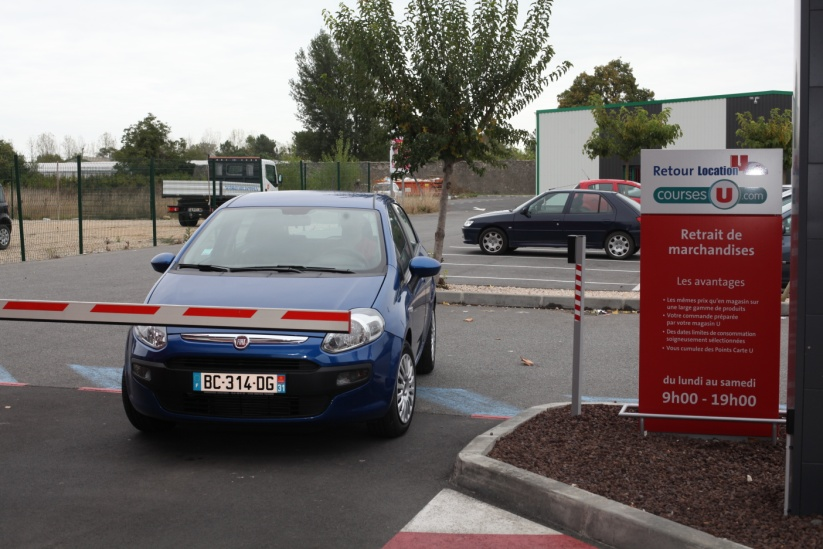 Retour Location U
coursesU.com
Retrait de
marchandises
Les avantages
• Les mêmes prix qu'en magasin sur
une large gamme de produits
• Votre commande préparée
par votre magasin U
• Des dates limites de consommation
soigneusement sélectionnées
• Vous cumulez des Points Carte U
du lundi au samedi
9h00 - 19h00
BC-314-DG
31
FIAT